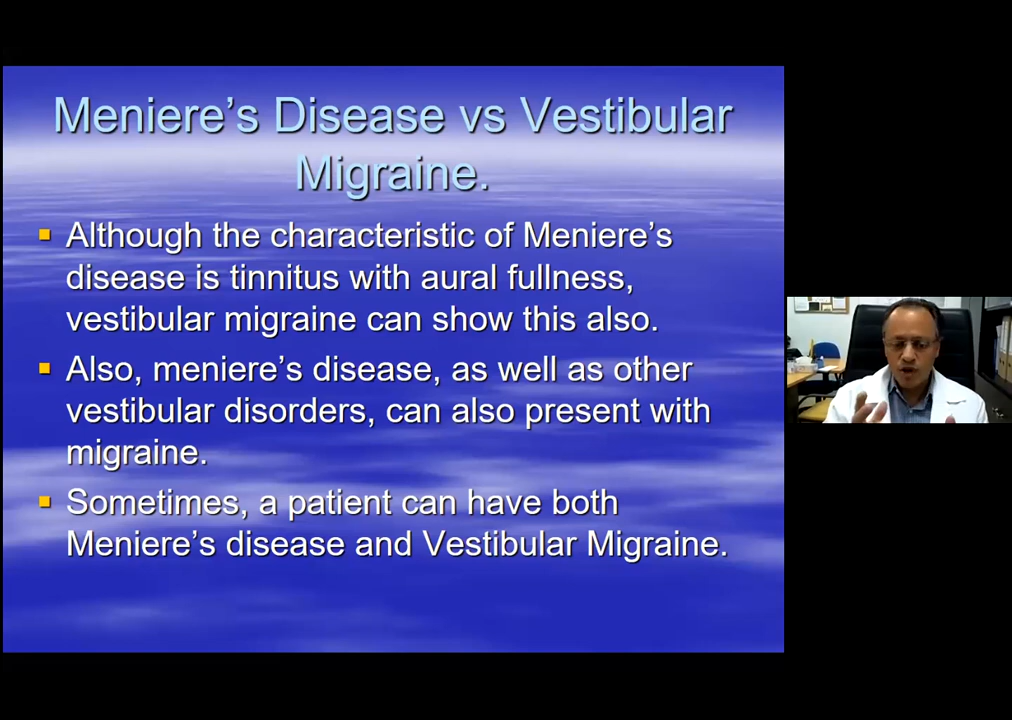 Meniere's Disease vs Vestibular
Migraine.
Although the characteristic of Meniere's
disease is tinnitus with aural fullness,
vestibular migraine can show this also.
Also, meniere's disease, as well as other
vestibular disorders, can also present with
migraine.
Sometimes, a patient can have both
Meniere's disease and Vestibular Migraine.